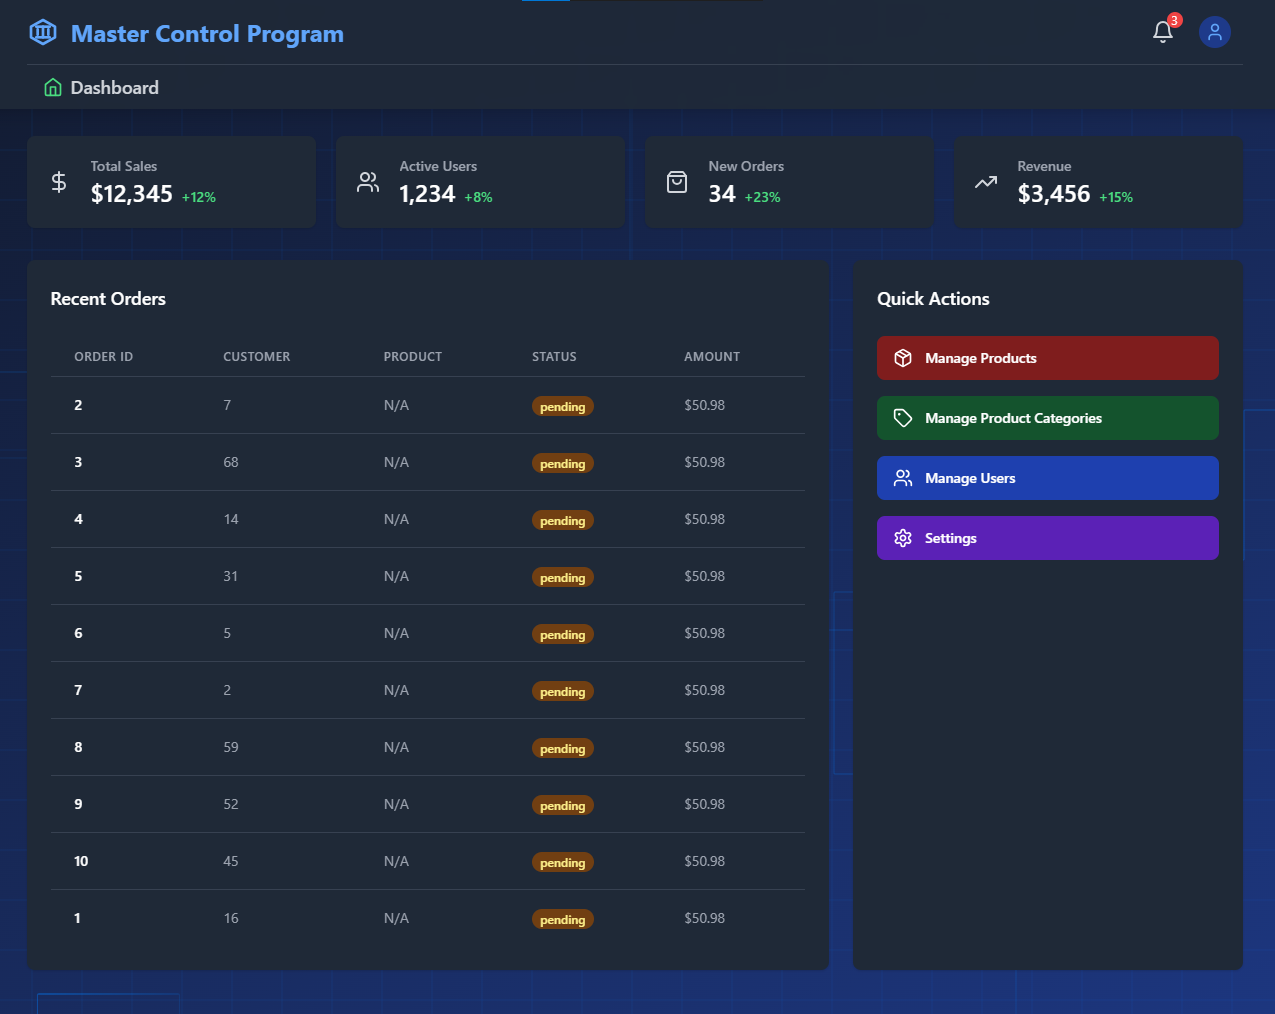 Master Control Program
3
Dashboard
Total Sales
$12,345 +12%
Active Users
1,234 +8%
New Orders
34 +23%
Revenue
$3,456 +15%
Recent Orders
ORDER ID CUSTOMER PRODUCT STATUS AMOUNT
2 7 N/A pending $50.98
3 68 N/A pending $50.98
4 14 N/A pending $50.98
5 31 N/A pending $50.98
6 5 N/A pending $50.98
7 2 N/A pending $50.98
8 59 N/A pending $50.98
9 52 N/A pending $50.98
10 45 N/A pending $50.98
1 16 N/A pending $50.98
Quick Actions
Manage Products
Manage Product Categories
Manage Users
Settings